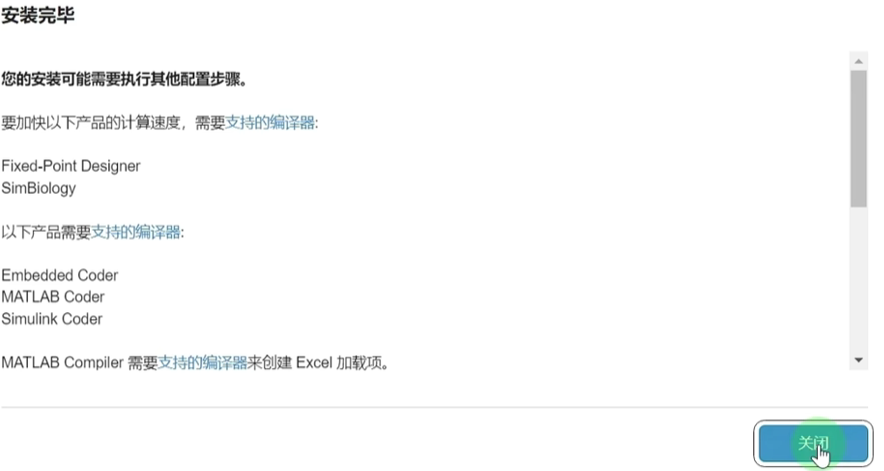 安装完毕
您的安装可能需要执行其他配置步骤。
要加快以下产品的计算速度，需要支持的编译器:
Fixed-Point Designer
SimBiology
以下产品需要支持的编译器:
Embedded Coder
MATLAB Coder
Simulink Coder
MATLAB Compiler 需要支持的编译器来创建 Excel 加载项。
关闭